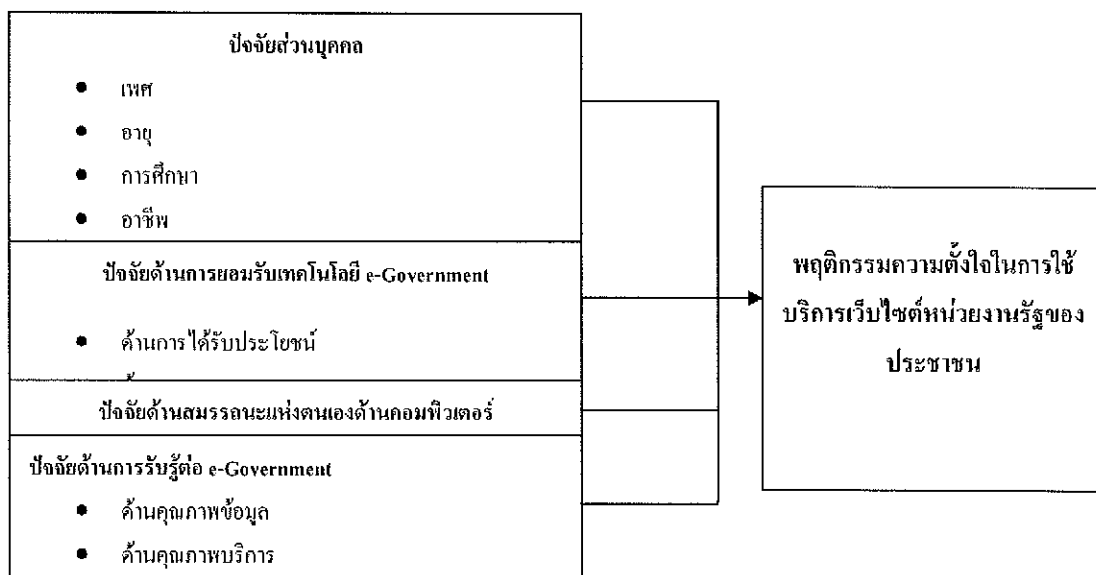 ปัจจัยส่วนบุคคล
● เพศ
● อายุ
● การศึกษา
● อาชีพ
ปัจจัยด้านการยอมรับเทคโนโลยี e-Government
● ด้านการได้รับประโยชน์
ปัจจัยด้านสมรรถนะแห่งตนเองด้านคอมพิวเตอร์
ปัจจัยด้านการรับรู้ต่อ e-Government
● ด้านคุณภาพข้อมูล
● ด้านคุณภาพบริการ
พฤติกรรมความตั้งใจในการใช้
บริการเว็บไซต์หน่วยงานรัฐของ
ประชาชน